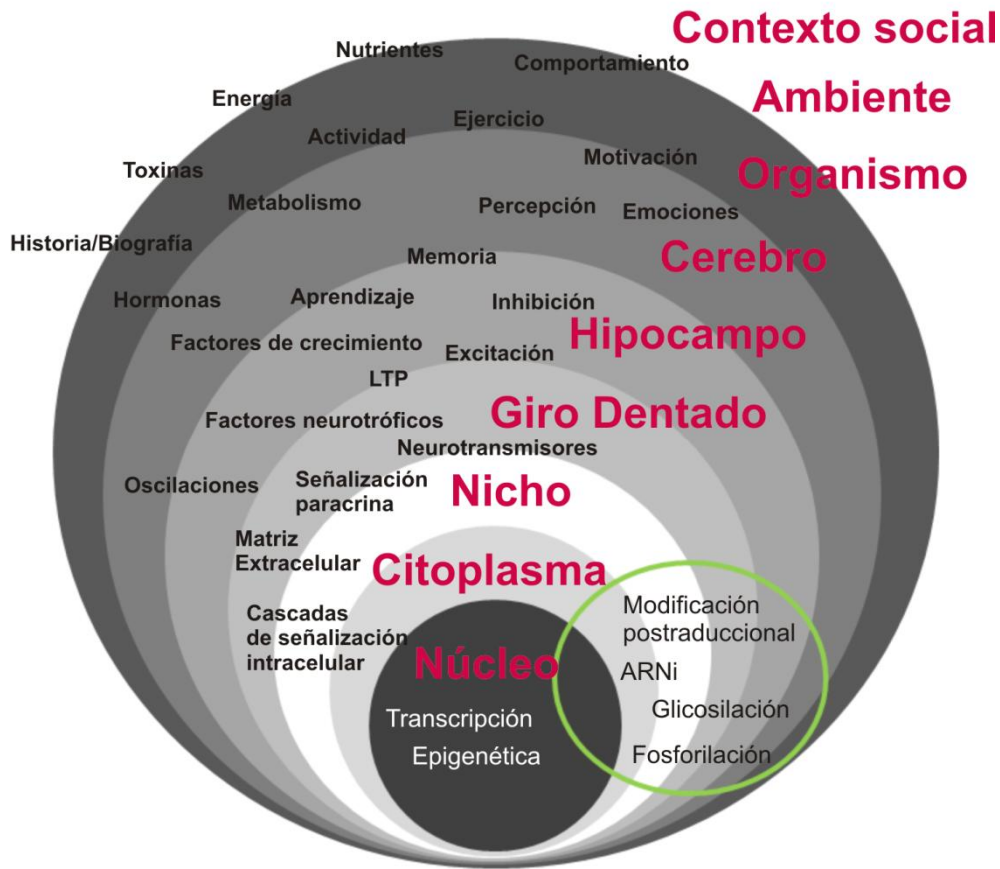 Contexto social
Nutrientes
Comportamiento
Energía
Ambiente
Ejercicio
Actividad
Motivación
Toxinas
Organismo
Metabolismo
Percepción
Emociones
Historia/Biografía
Memoria
Cerebro
Hormonas
Aprendizaje
Inhibición
Factores de crecimiento
Hipocampo
Excitación
LTP
Factores neurotróficos
Giro Dentado
Neurotransmisores
Oscilaciones
Señalización
paracrina
Nicho
Matriz
Extracelular
Citoplasma
Cascadas
de señalización
intracelular
Núcleo
Transcripción
Epigenética
Modificación
postraduccional
ARNi
Glicosilación
Fosforilación